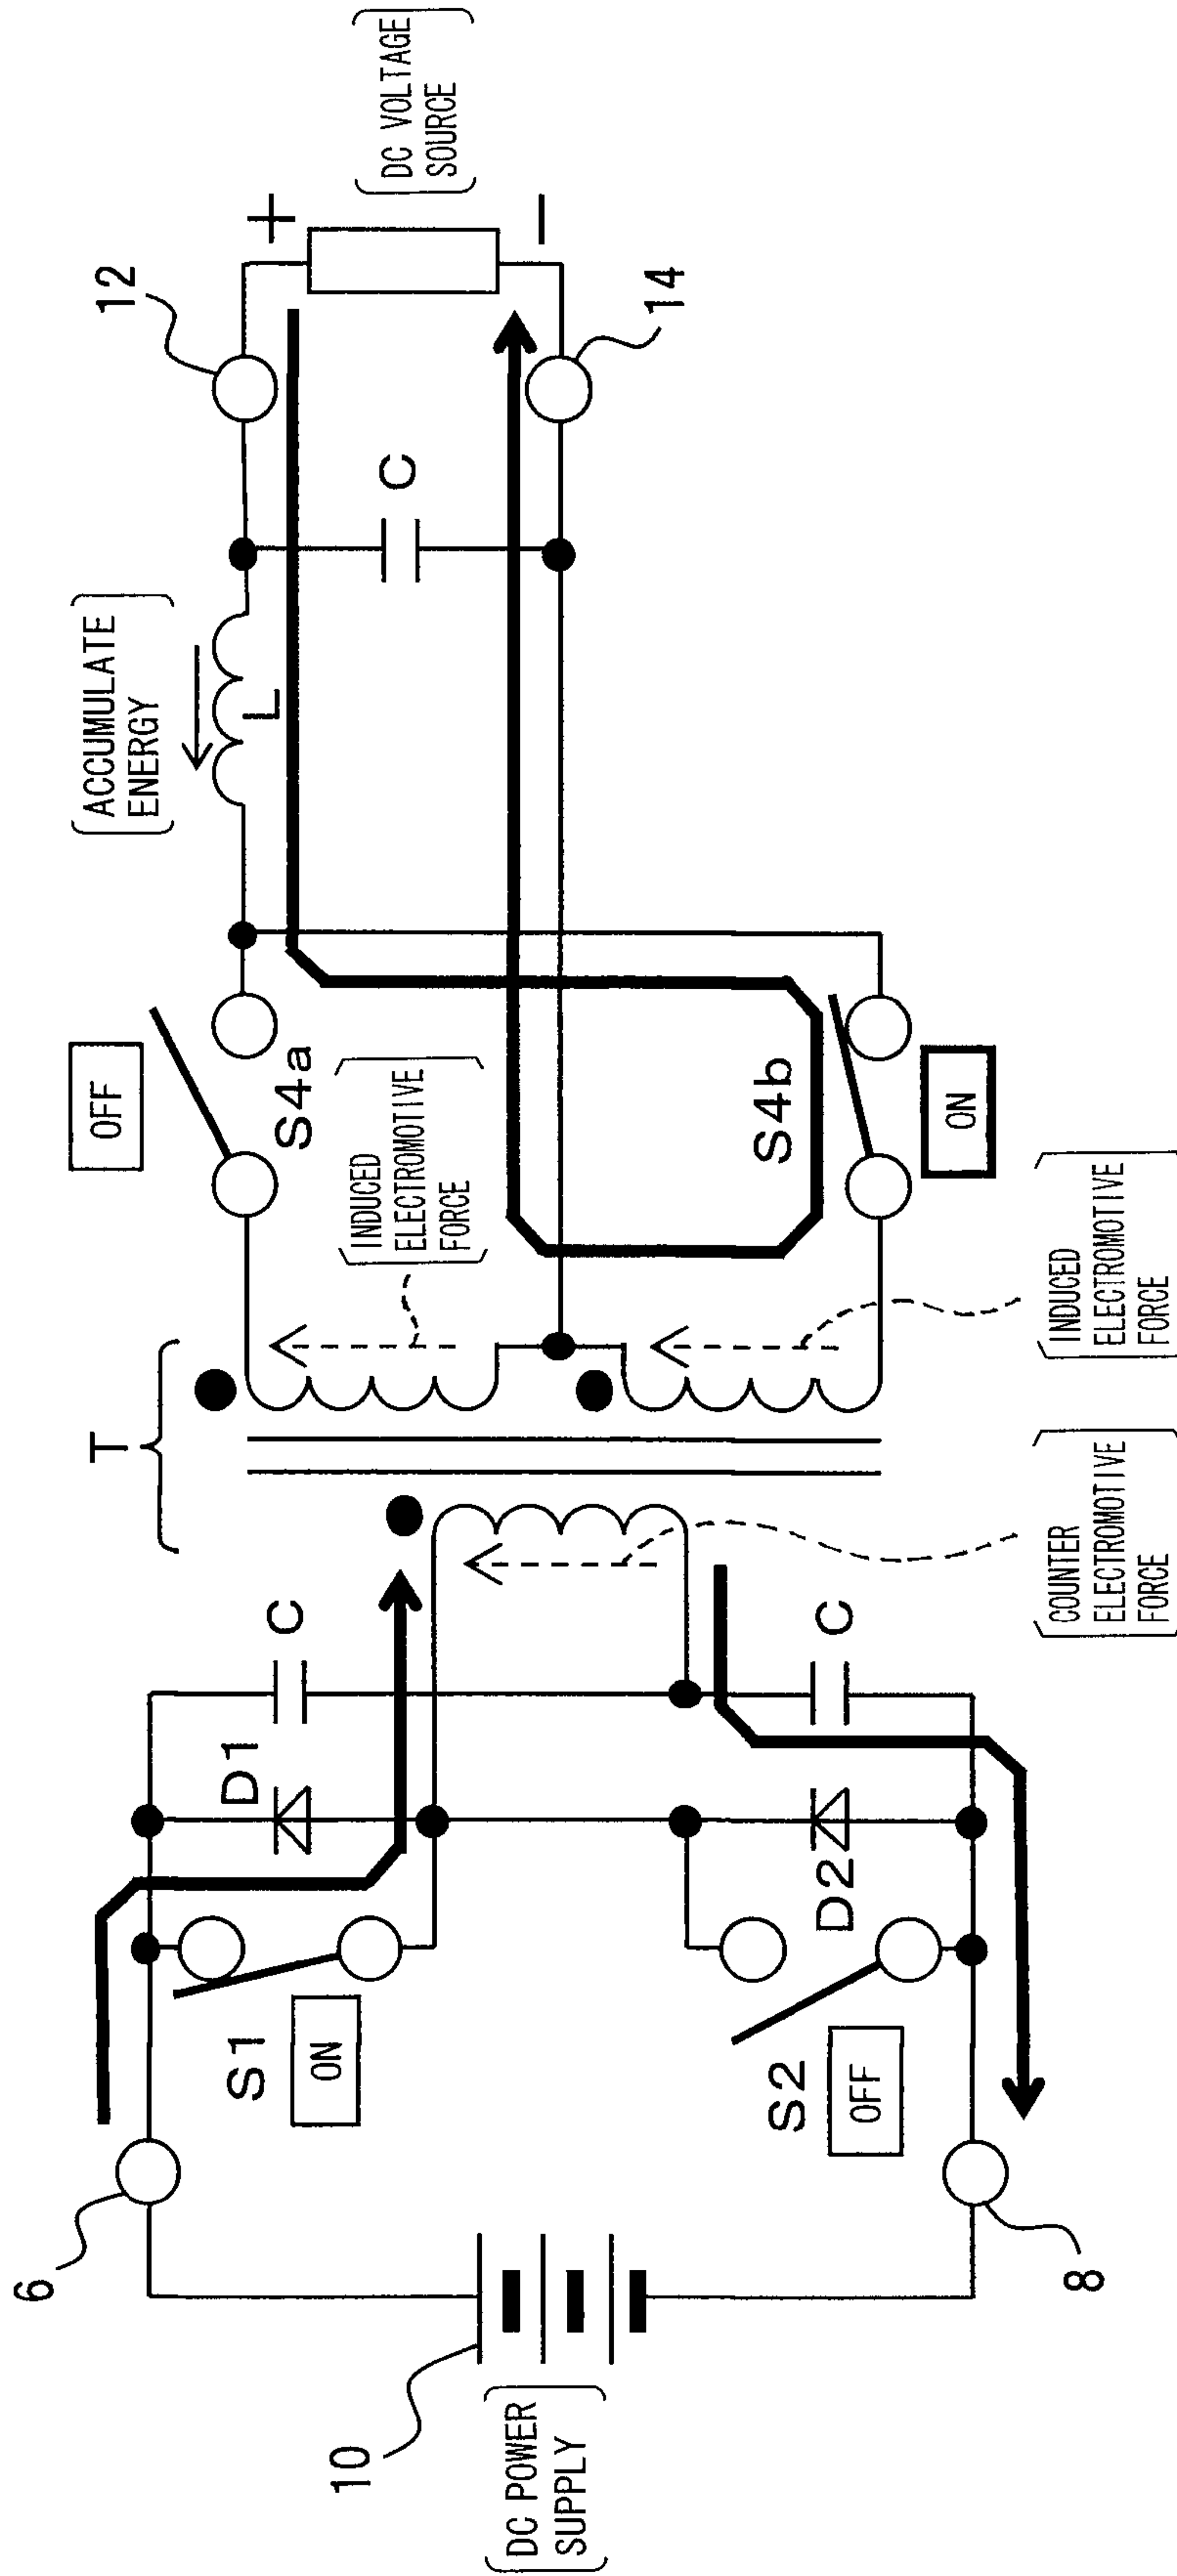 6
10
DC POWER
SUPPLY
8
S1
ON
S2
OFF
D1
D2
C
C
T
COUNTER
ELECTROMOTIVE
FORCE
INDUCED
ELECTROMOTIVE
FORCE
INDUCED
ELECTROMOTIVE
FORCE
OFF
S4a
S4b
ON
ACCUMULATE
ENERGY
L
C
12
14
+
−
DC VOLTAGE
SOURCE